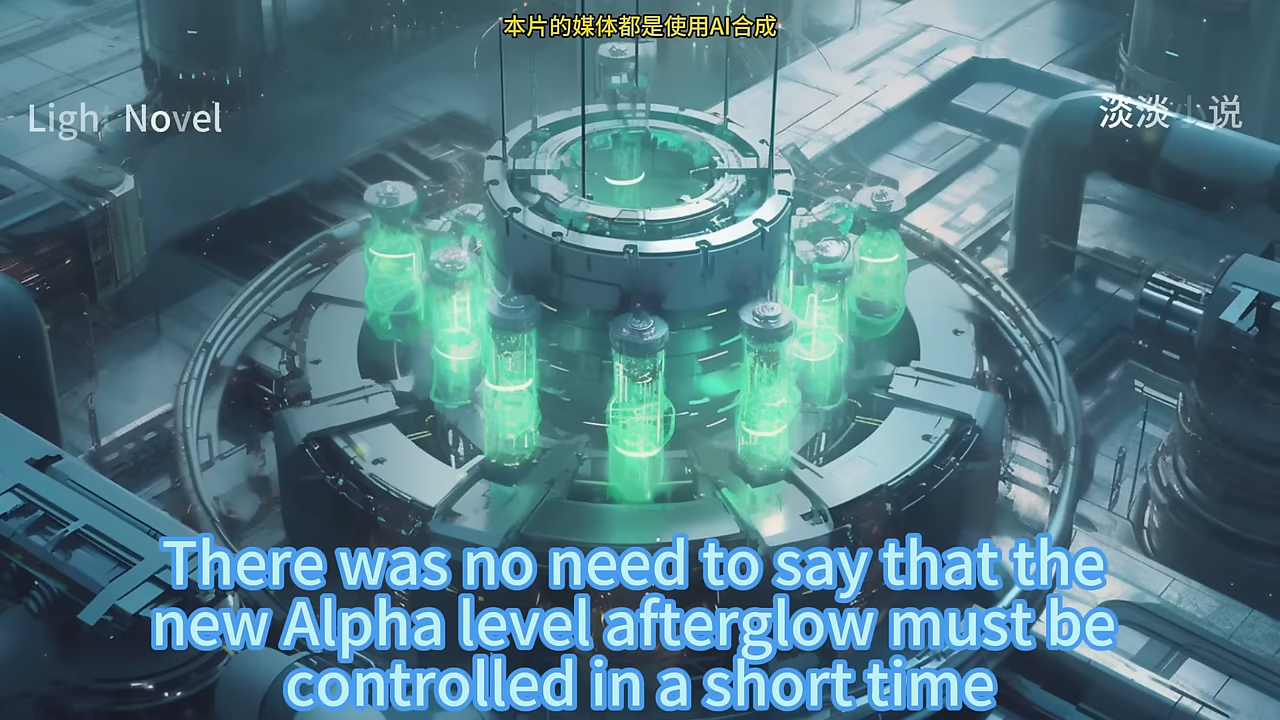 本片的媒体都是使用AI合成
Light Novel
淡淡小说
There was no need to say that the
new Alpha level afterglow must be
controlled in a short time